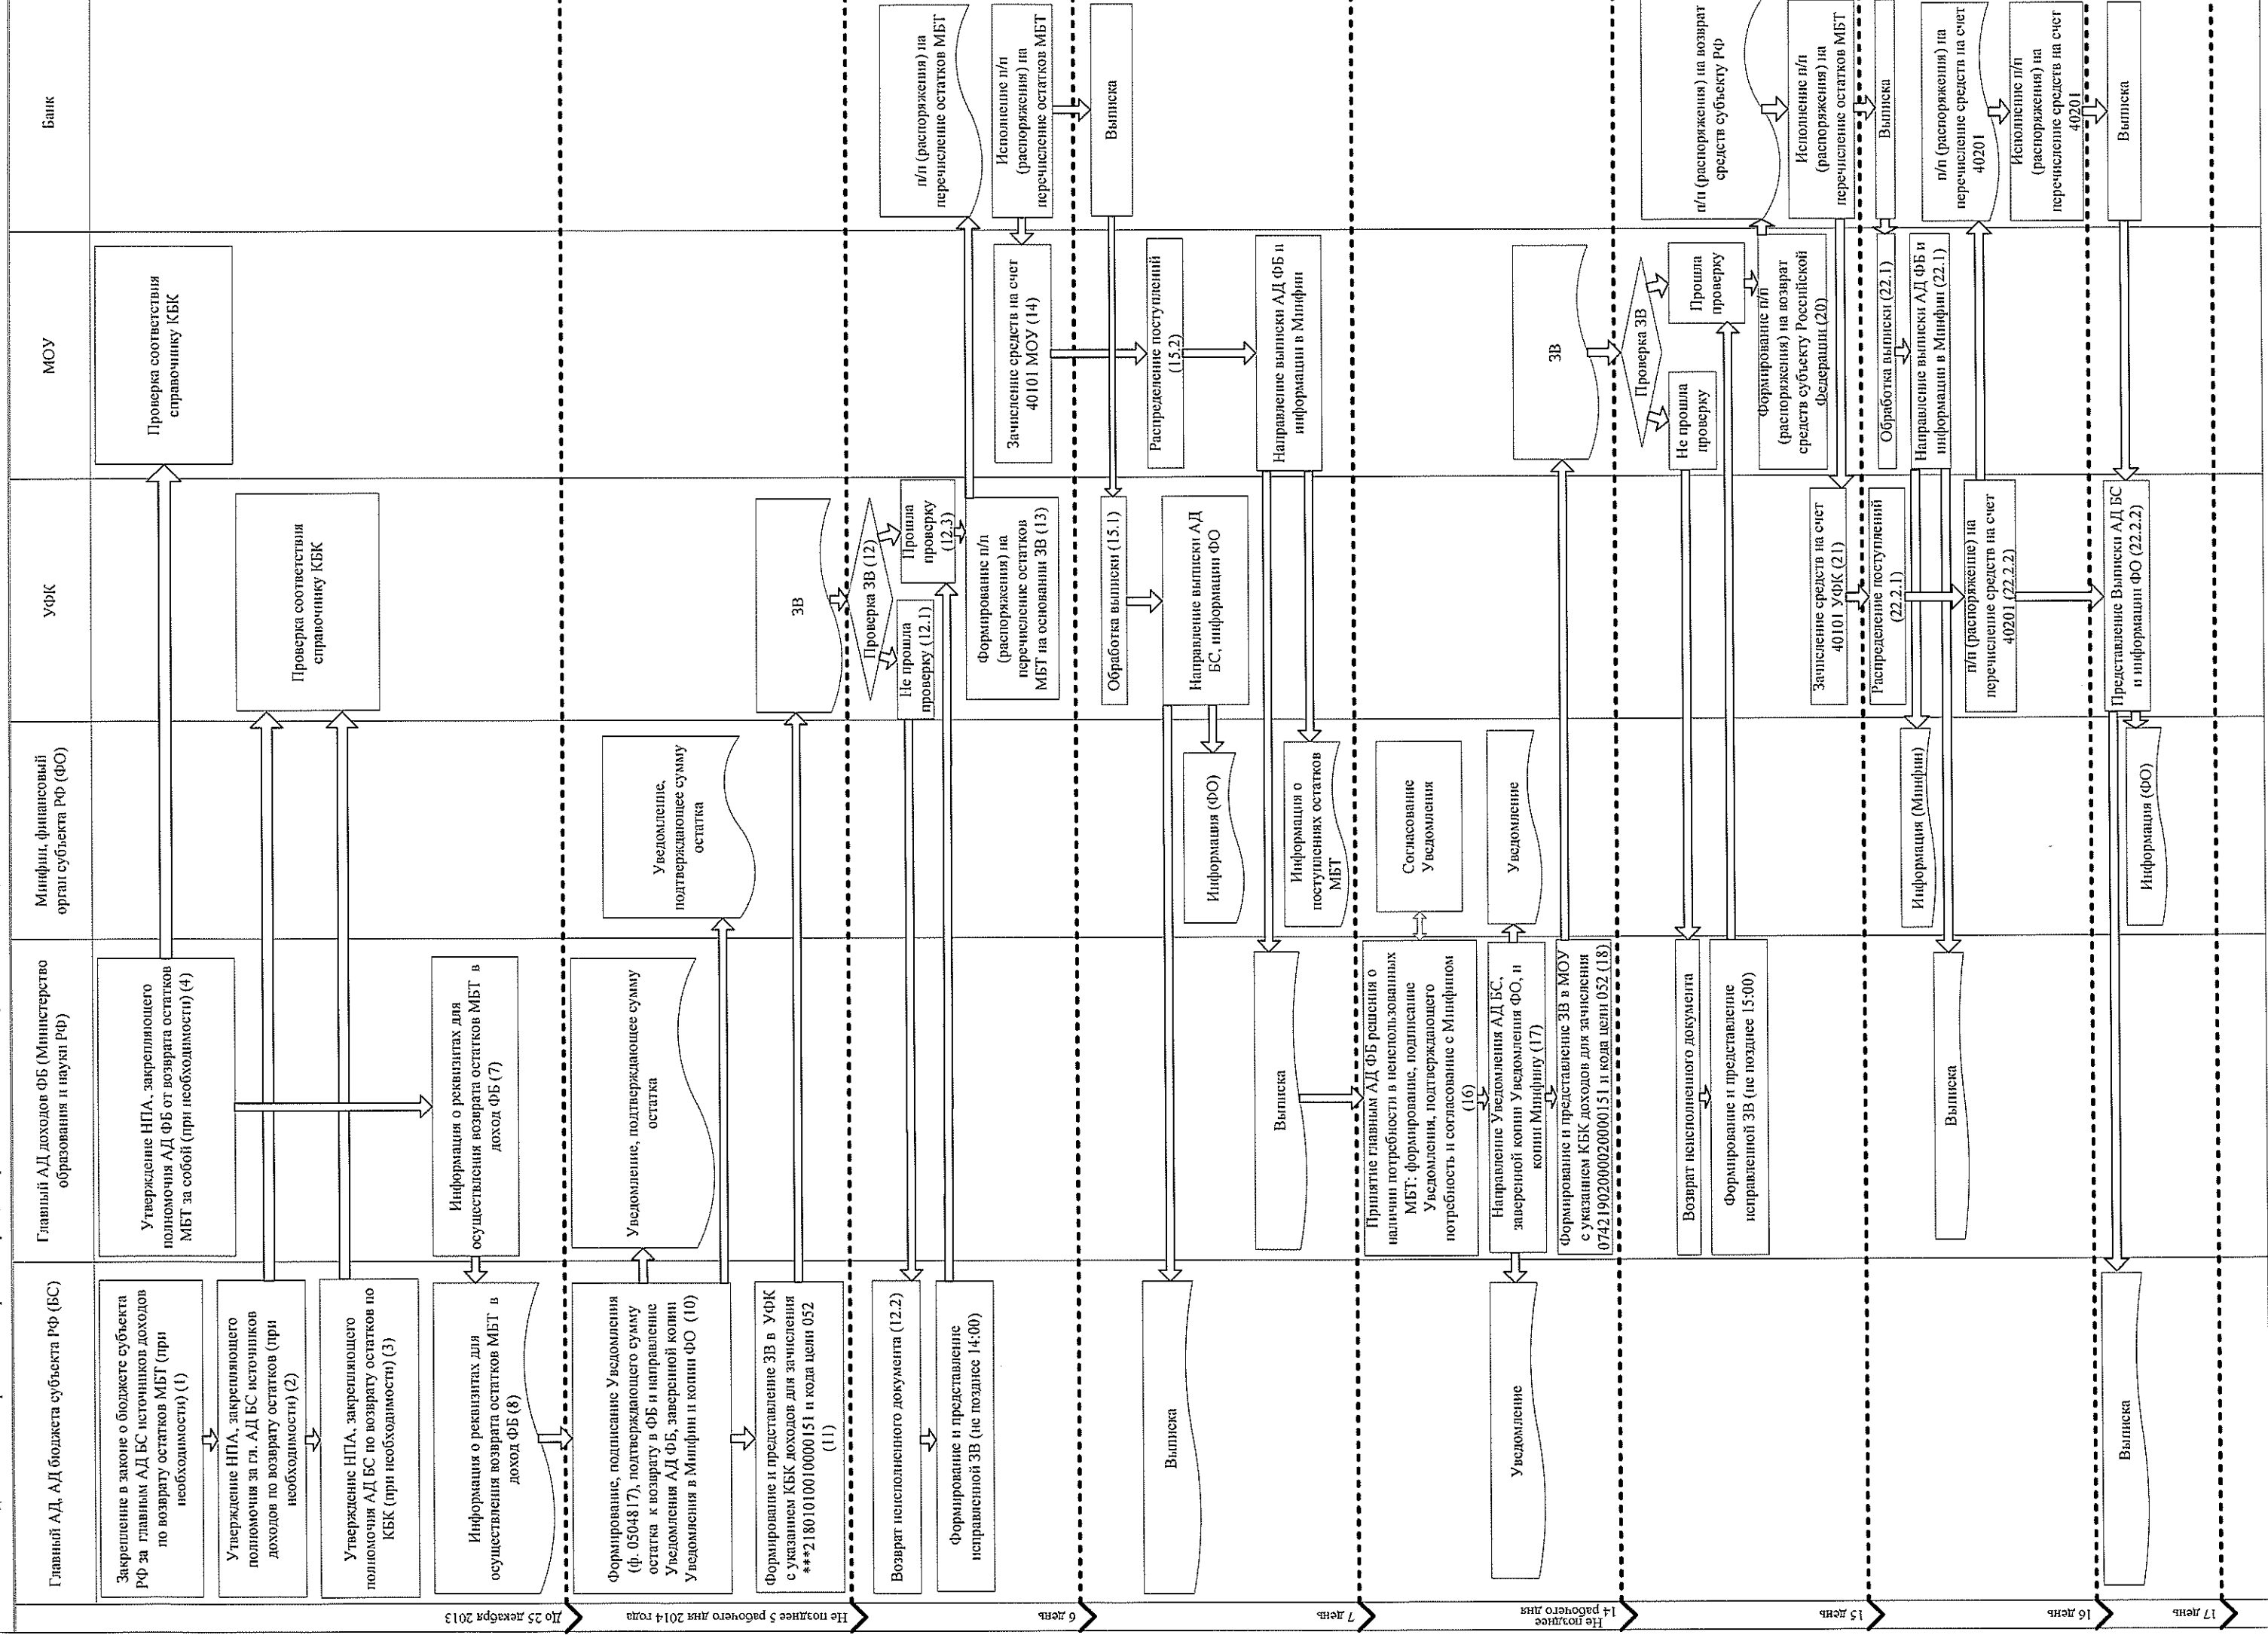 Главный АД, АД бюджета субъекта РФ (БС)
Главный АД доходов ФБ (Министерство
образования и науки РФ)
Минфин, финансовый
орган субъекта РФ (ФО)
УФК
МОУ
Банк
До 25 декабря 2013
Закрепление в законе о бюджете субъекта
РФ за главным АД БС источников доходов
по возврату остатков МБТ (при
необходимости) (1)
Утверждение НПА, закрепляющего
полномочия за гл. АД БС источников
доходов по возврату остатков (при
необходимости) (2)
Утверждение НПА, закрепляющего
полномочия АД БС по возврату остатков по
КБК (при необходимости) (3)
Информация о реквизитах для
осуществления возврата остатков МБТ в
доход ФБ (8)
Утверждение НПА, закрепляющего
полномочия АД ФБ от возврата остатков
МБТ за собой (при необходимости) (4)
Информация о реквизитах для
осуществления возврата остатков МБТ в
доход ФБ (7)
Проверка соответствия
справочнику КБК
Проверка соответствия
справочнику КБК
Не позднее 5 рабочего дня 2014 года
Формирование, подписание Уведомления
(ф. 0504817), подтверждающего сумму
остатка к возврату в ФБ и направление
Уведомления АД ФБ, заверенной копии
Уведомления в Минфин и копии ФО (10)
Формирование и представление ЗВ в УФК
с указанием КБК доходов для зачисления
***21801010010000151 и кода цели 052
(11)
Уведомление, подтверждающее сумму
остатка
Уведомление,
подтверждающее сумму
остатка
ЗВ
6 день
Проверка ЗВ (12)
Не прошла
проверку (12.1)
Прошла
проверку
(12.3)
Возврат неисполненного документа (12.2)
Формирование и представление
исправленной ЗВ (не позднее 14:00)
Формирование п/п
(распоряжения) на
перечисление остатков
МБТ на основании ЗВ (13)
п/п (распоряжения) на
перечисление остатков МБТ
Исполнение п/п
(распоряжения) на
перечисление остатков МБТ
Зачисление средств на счет
40101 МОУ (14)
7 день
Выписка
Обработка выписки (15.1)
Распределение поступлений
(15.2)
Направление выписки АД
БС, информации ФО
Выписка
Информация (ФО)
Направление выписки АД ФБ и
информации в Минфин
Выписка
Информация о
поступлениях остатков
МБТ
Не позднее
14 рабочего дня
Принятие главным АД ФБ решения о
наличии потребности в неиспользованных
МБТ; формирование, подписание
Уведомления, подтверждающего
потребность и согласование с Минфином
(16)
Согласование
Уведомления
Направление Уведомления АД БС,
заверенной копии Уведомления ФО, и
копии Минфину (17)
Уведомление
Уведомление
Формирование и представление ЗВ в МОУ
с указанием КБК доходов для зачисления
07421902000020000151 и кода цели 052 (18)
ЗВ
15 день
Проверка ЗВ
Не прошла
проверку
Прошла
проверку
Возврат неисполненного документа
Формирование и представление
исправленной ЗВ (не позднее 15:00)
Формирование п/п
(распоряжения) на возврат
средств субъекту Российской
Федерации (20)
п/п (распоряжения) на возврат
средств субъекту РФ
Исполнение п/п
(распоряжения) на
перечисление остатков МБТ
Зачисление средств на счет
40101 УФК (21)
16 день
Выписка
Обработка выписки (22.1)
Распределение поступлений
(22.2.1)
Направление выписки АД ФБ и
информации в Минфин (22.1)
Информация (Минфин)
Выписка
п/п (распоряжение) на
перечисление средств на счет
40201 (22.2.2)
п/п (распоряжения) на
перечисление средств на счет
40201
Исполнение п/п
(распоряжения) на
перечисление средств на счет
40201
17 день
Выписка
Представление Выписки АД БС
и информации ФО (22.2.2)
Выписка
Информация (ФО)